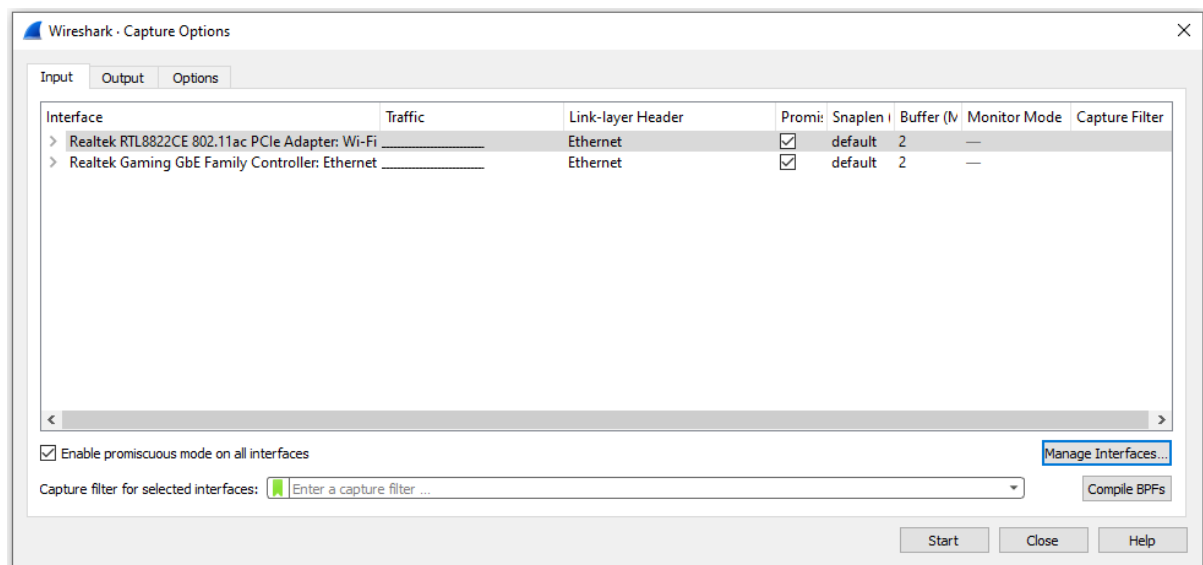 Wireshark · Capture Options
Input Output Options
Interface Traffic Link-layer Header Promi: Snaplen ( Buffer (M Monitor Mode Capture Filter
Realtek RTL8822CE 802.11ac PCIe Adapter: Wi-Fi Ethernet default 2 —
Realtek Gaming GbE Family Controller: Ethernet Ethernet default 2 —
Enable promiscuous mode on all interfaces Manage Interfaces...
Capture filter for selected interfaces: Enter a capture filter ... Compile BPFs
Start Close Help